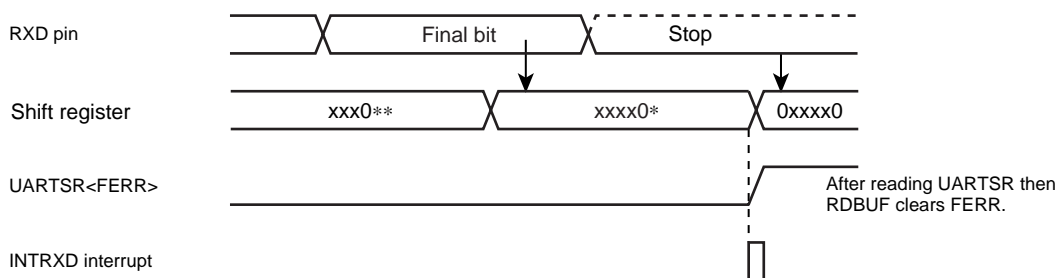 RXD pin
Final bit
Stop
Shift register
xxx0**
xxxx0*
0xxxx0
UARTSR<FERR>
After reading UARTSR then
RDBUF clears FERR.
INTRXD interrupt